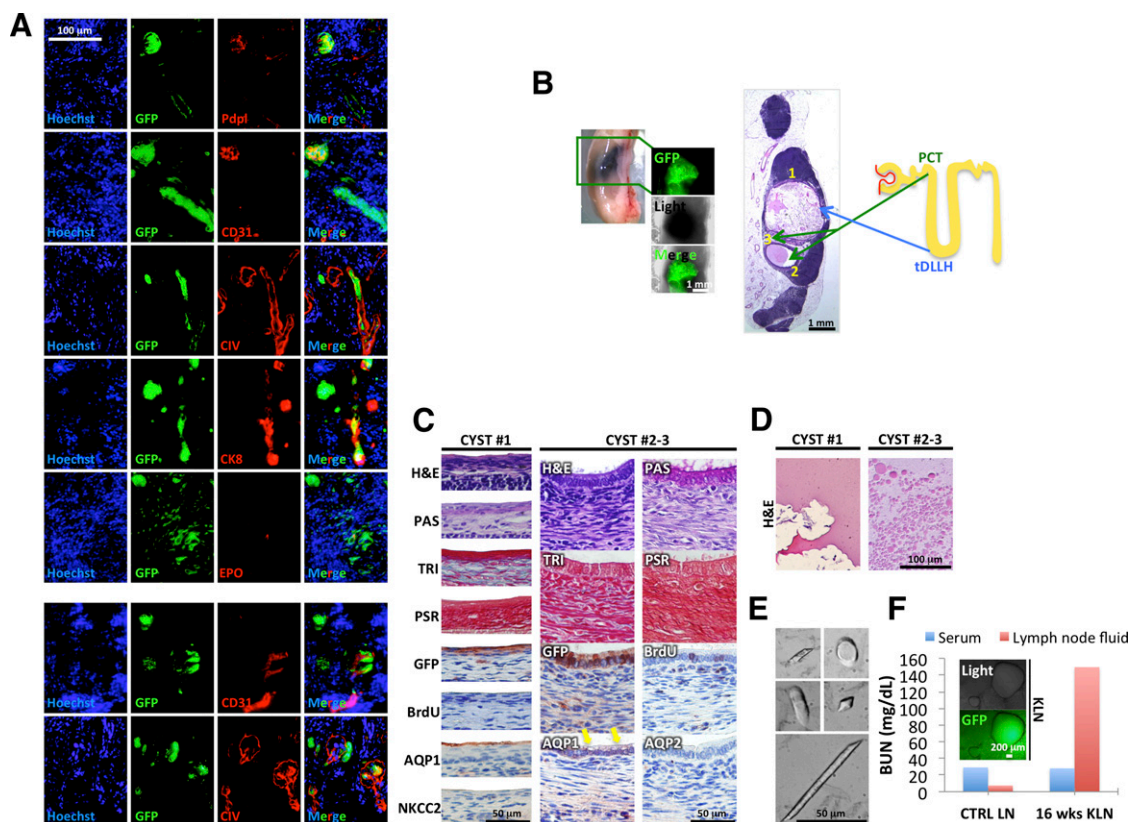 A
100 µm
Hoechst GFP Pdpl Merge
Hoechst GFP CD31 Merge
Hoechst GFP CIV Merge
Hoechst GFP CK8 Merge
Hoechst GFP EPO Merge
Hoechst GFP CD31 Merge
Hoechst GFP CIV Merge
B
GFP
Light
Merge
1 mm
1
3
2
1 mm
PCT
tDLLH
C
CYST #1 CYST #2-3
H&E H&E PAS
PAS
TRI TRI PSR
PSR
GFP GFP BrdU
BrdU
AQP1 AQP1 AQP2
NKCC2
50 µm 50 µm
D
CYST #1 CYST #2-3
H&E
100 µm
E
50 µm
F
Serum Lymph node fluid
BUN (mg/dL)
160
140
120
100
80
60
40
20
0
Light
GFP
200 µm
KLN
CTRL LN 16 wks KLN